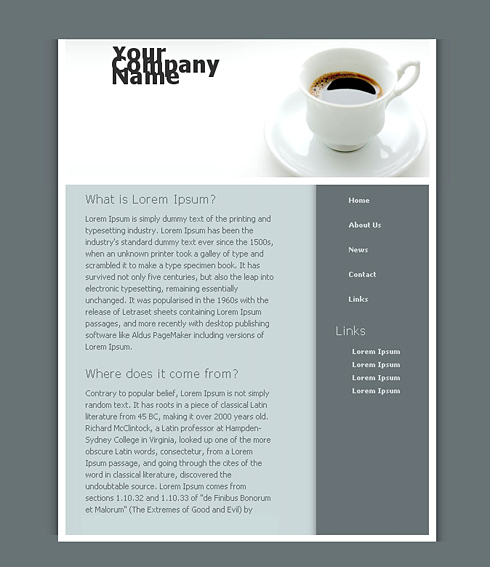 Your
Company
Name
What is Lorem Ipsum?
Lorem Ipsum is simply dummy text of the printing and
typesetting industry. Lorem Ipsum has been the
industry's standard dummy text ever since the 1500s,
when an unknown printer took a galley of type and
scrambled it to make a type specimen book. It has
survived not only five centuries, but also the leap into
electronic typesetting, remaining essentially
unchanged. It was popularised in the 1960s with the
release of Letraset sheets containing Lorem Ipsum
passages, and more recently with desktop publishing
software like Aldus PageMaker including versions of
Lorem Ipsum.
Where does it come from?
Contrary to popular belief, Lorem Ipsum is not simply
random text. It has roots in a piece of classical Latin
literature from 45 BC, making it over 2000 years old.
Richard McClintock, a Latin professor at Hampden-
Sydney College in Virginia, looked up one of the more
obscure Latin words, consectetur, from a Lorem
Ipsum passage, and going through the cites of the
word in classical literature, discovered the
undoubtable source. Lorem Ipsum comes from
sections 1.10.32 and 1.10.33 of "de Finibus Bonorum
et Malorum" (The Extremes of Good and Evil) by
Home
About Us
News
Contact
Links
Links
Lorem Ipsum
Lorem Ipsum
Lorem Ipsum
Lorem Ipsum